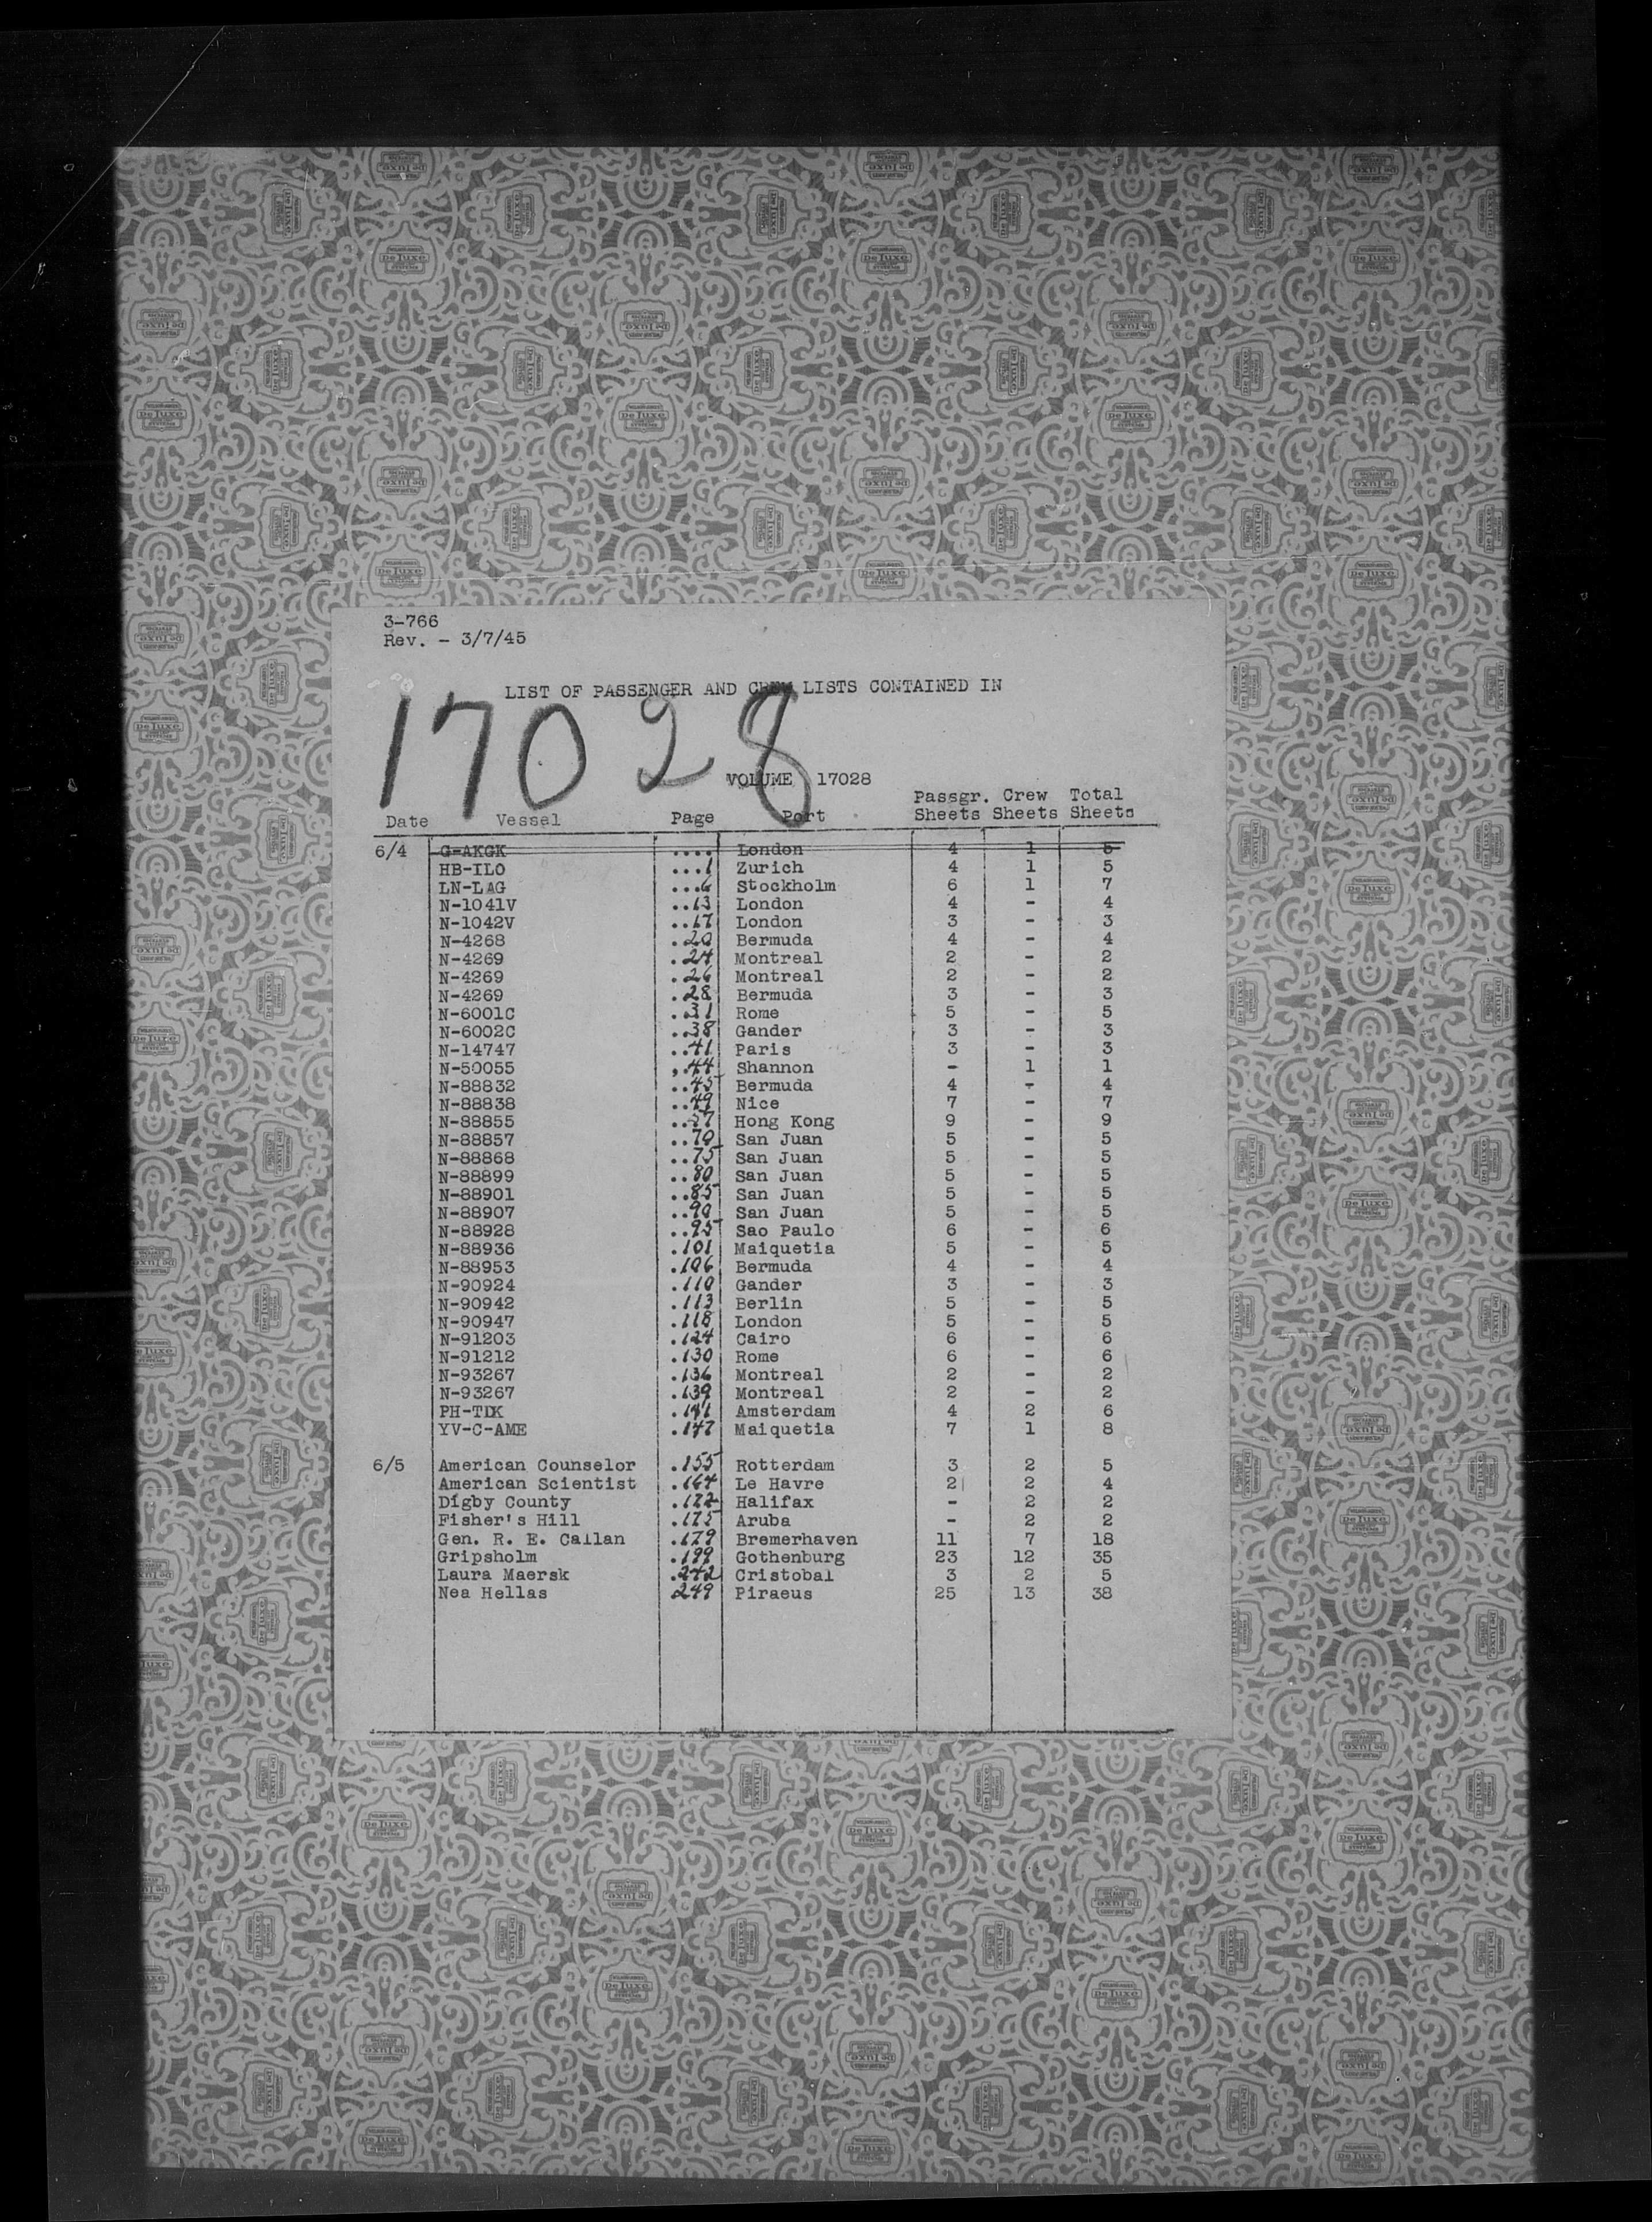 3-766
Rev. - 3/7/45
LIST OF PASSENGER AND CREW LISTS CONTAINED IN
17028
VOLUME 17028
Passgr. Crew Total
Date Vessel Page Port Sheets Sheets Sheets
6/4 G-AKGK .... London 4 1 5
HB-ILO ...1 Zurich 4 1 5
LN-LAG ...6 Stockholm 6 1 7
N-1041V ..13 London 4 - 4
N-1042V ..17 London 3 - 3
N-4268 .20 Bermuda 4 - 4
N-4269 .24 Montreal 2 - 2
N-4269 .26 Montreal 2 - 2
N-4269 .28 Bermuda 3 - 3
N-6001C .31 Rome 5 - 5
N-6002C ..38 Gander 3 - 3
N-14747 ..41 Paris 3 - 3
N-50055 ..44 Shannon - 1 1
N-88832 ..45 Bermuda 4 - 4
N-88838 ..49 Nice 7 - 7
N-88855 ..57 Hong Kong 9 - 9
N-88857 ..70 San Juan 5 - 5
N-88868 ..75 San Juan 5 - 5
N-88899 ..80 San Juan 5 - 5
N-88901 ..85 San Juan 5 - 5
N-88907 ..90 San Juan 5 - 5
N-88928 ..95 Sao Paulo 6 - 6
N-88936 .101 Maiquetia 5 - 5
N-88953 .106 Bermuda 4 - 4
N-90924 .110 Gander 3 - 3
N-90942 .113 Berlin 5 - 5
N-90947 .118 London 5 - 5
N-91203 .124 Cairo 6 - 6
N-91212 .130 Rome 6 - 6
N-93267 .136 Montreal 2 - 2
N-93267 .139 Montreal 2 - 2
PH-TDK .141 Amsterdam 4 2 6
YV-C-AME .147 Maiquetia 7 1 8
6/5 American Counselor .155 Rotterdam 3 2 5
American Scientist .164 Le Havre 2 2 4
Digby County .172 Halifax - 2 2
Fisher's Hill .175 Aruba - 2 2
Gen. R. E. Callan .179 Bremerhaven 11 7 18
Gripsholm .199 Gothenburg 23 12 35
Laura Maersk .242 Cristobal 3 2 5
Nea Hellas 249 Piraeus 25 13 38
De Luxe